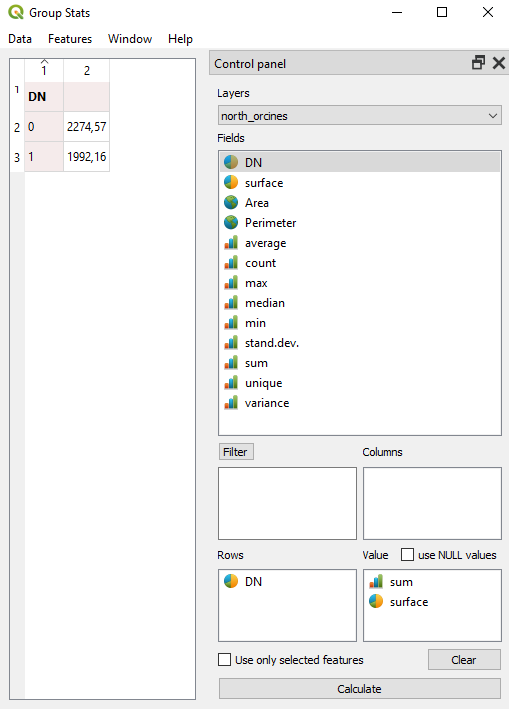 Group Stats
Data Features Window Help
1 2
1 DN
2 0 2274,57
3 1 1992,16
Control panel
Layers
north_orcines
Fields
DN
surface
Area
Perimeter
average
count
max
median
min
stand.dev.
sum
unique
variance
Filter Columns
Rows Value use NULL values
DN sum
surface
Use only selected features Clear
Calculate